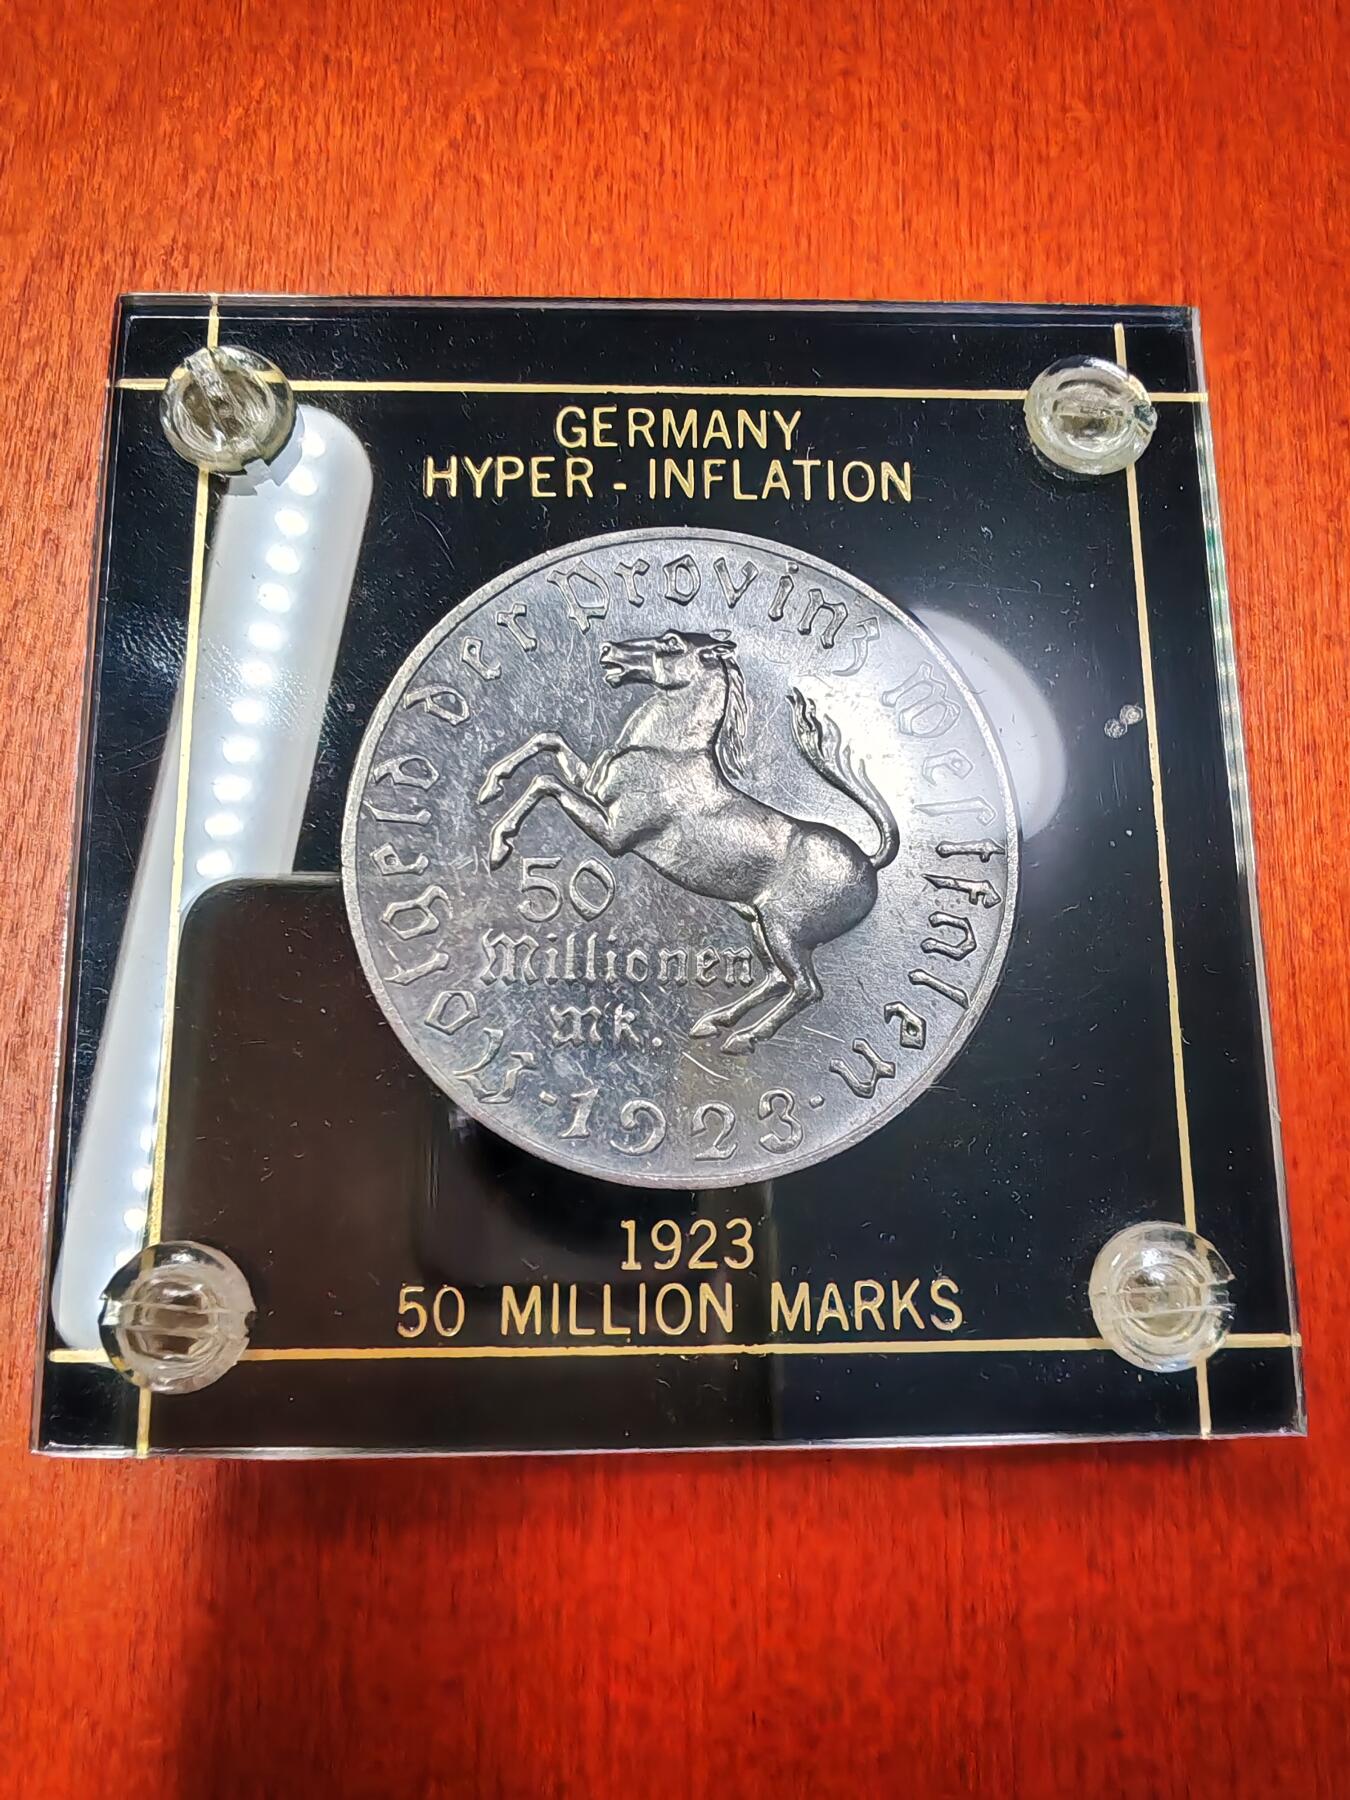 GERMANY
HYPER - INFLATION
Notgeld der Provinz Westfalen
50
Millionen
Mk.
· 1923 ·
1923
50 MILLION MARKS